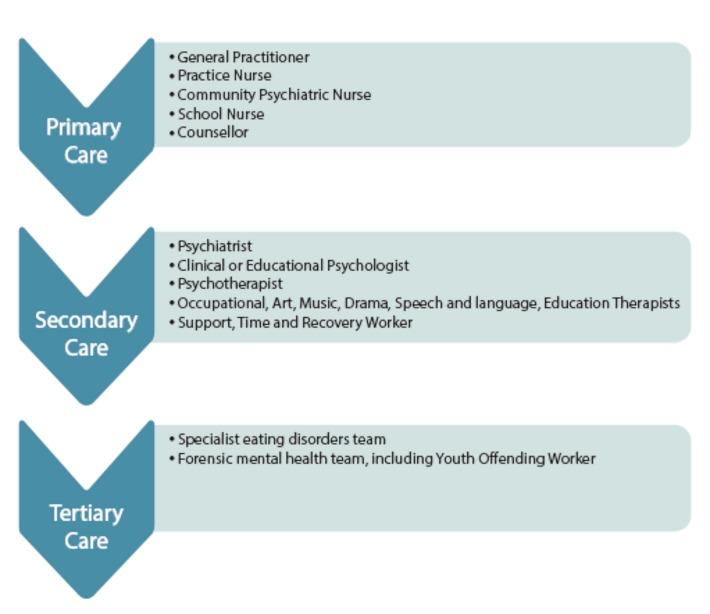 Primary
Care
• General Practitioner
• Practice Nurse
• Community Psychiatric Nurse
• School Nurse
• Counsellor
Secondary
Care
• Psychiatrist
• Clinical or Educational Psychologist
• Psychotherapist
• Occupational, Art, Music, Drama, Speech and language, Education Therapists
• Support, Time and Recovery Worker
Tertiary
Care
• Specialist eating disorders team
• Forensic mental health team, including Youth Offending Worker